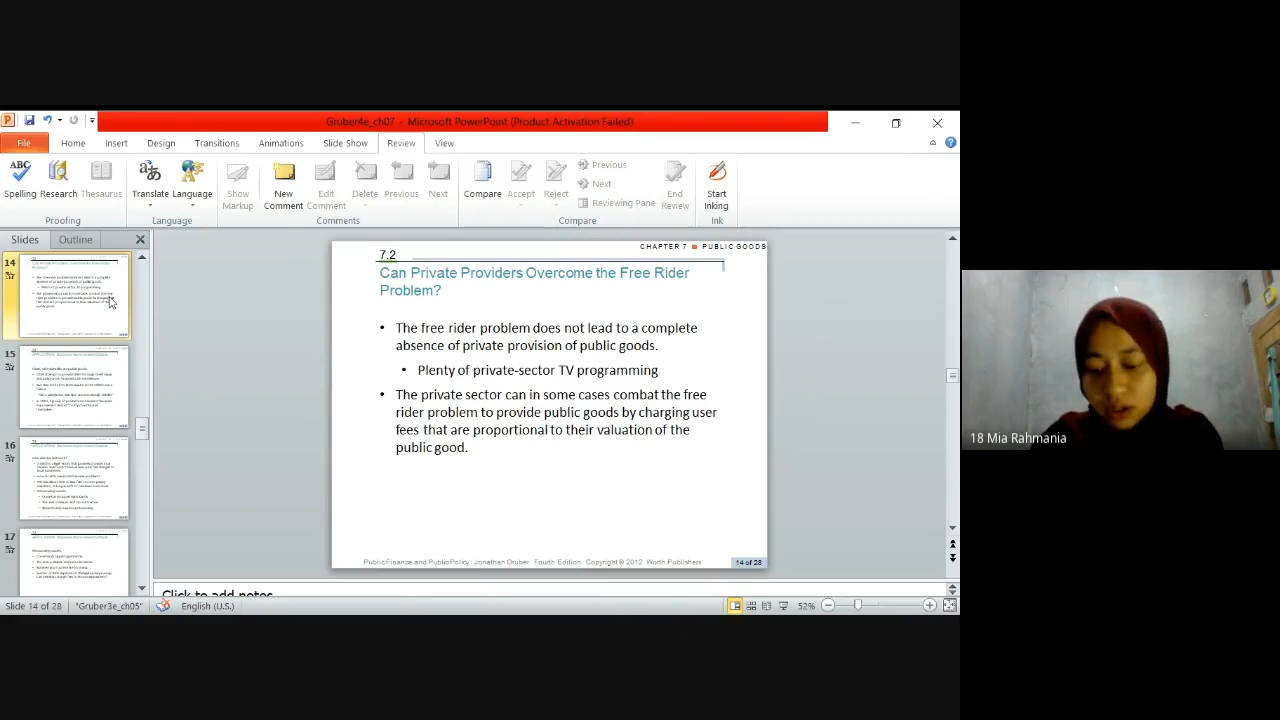 Gruber4e_ch07 - Microsoft PowerPoint (Product Activation Failed)
File Home Insert Design Transitions Animations Slide Show Review View
Spelling Research Thesaurus Translate Language Show Markup New Comment Edit Comment Delete Previous Next Compare Accept Reject Previous Next Reviewing Pane End Review Start Inking
Proofing Language Comments Compare Ink
Slides Outline
14
15
16
17
CHAPTER 7 ■ PUBLIC GOODS
7.2
Can Private Providers Overcome the Free Rider
Problem?
• The free rider problem does not lead to a complete
absence of private provision of public goods.
• Plenty of private-sector TV programming
• The private sector can in some cases combat the free
rider problem to provide public goods by charging user
fees that are proportional to their valuation of the
public good.
Public Finance and Public Policy Jonathan Gruber Fourth Edition Copyright © 2012 Worth Publishers
14 of 28
Click to add notes
Slide 14 of 28 "Gruber3e_ch05" English (U.S.) 52%
18 Mia Rahmania